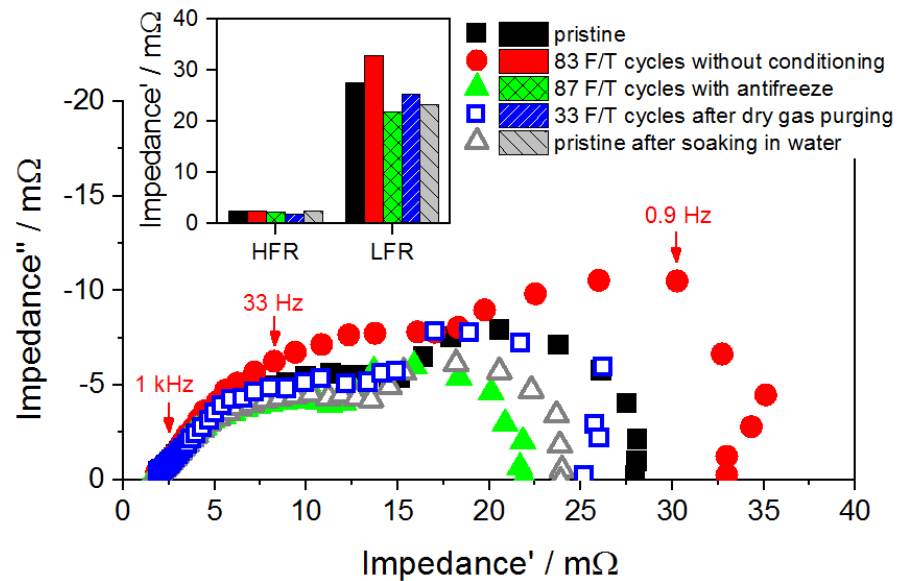 40
30
20
10
0
Impedance' / mΩ
HFR
LFR
pristine
83 F/T cycles without conditioning
87 F/T cycles with antifreeze
33 F/T cycles after dry gas purging
pristine after soaking in water
-20
-15
-10
-5
0
Impedance'' / mΩ
0.9 Hz
33 Hz
1 kHz
0 5 10 15 20 25 30 35 40
Impedance' / mΩ